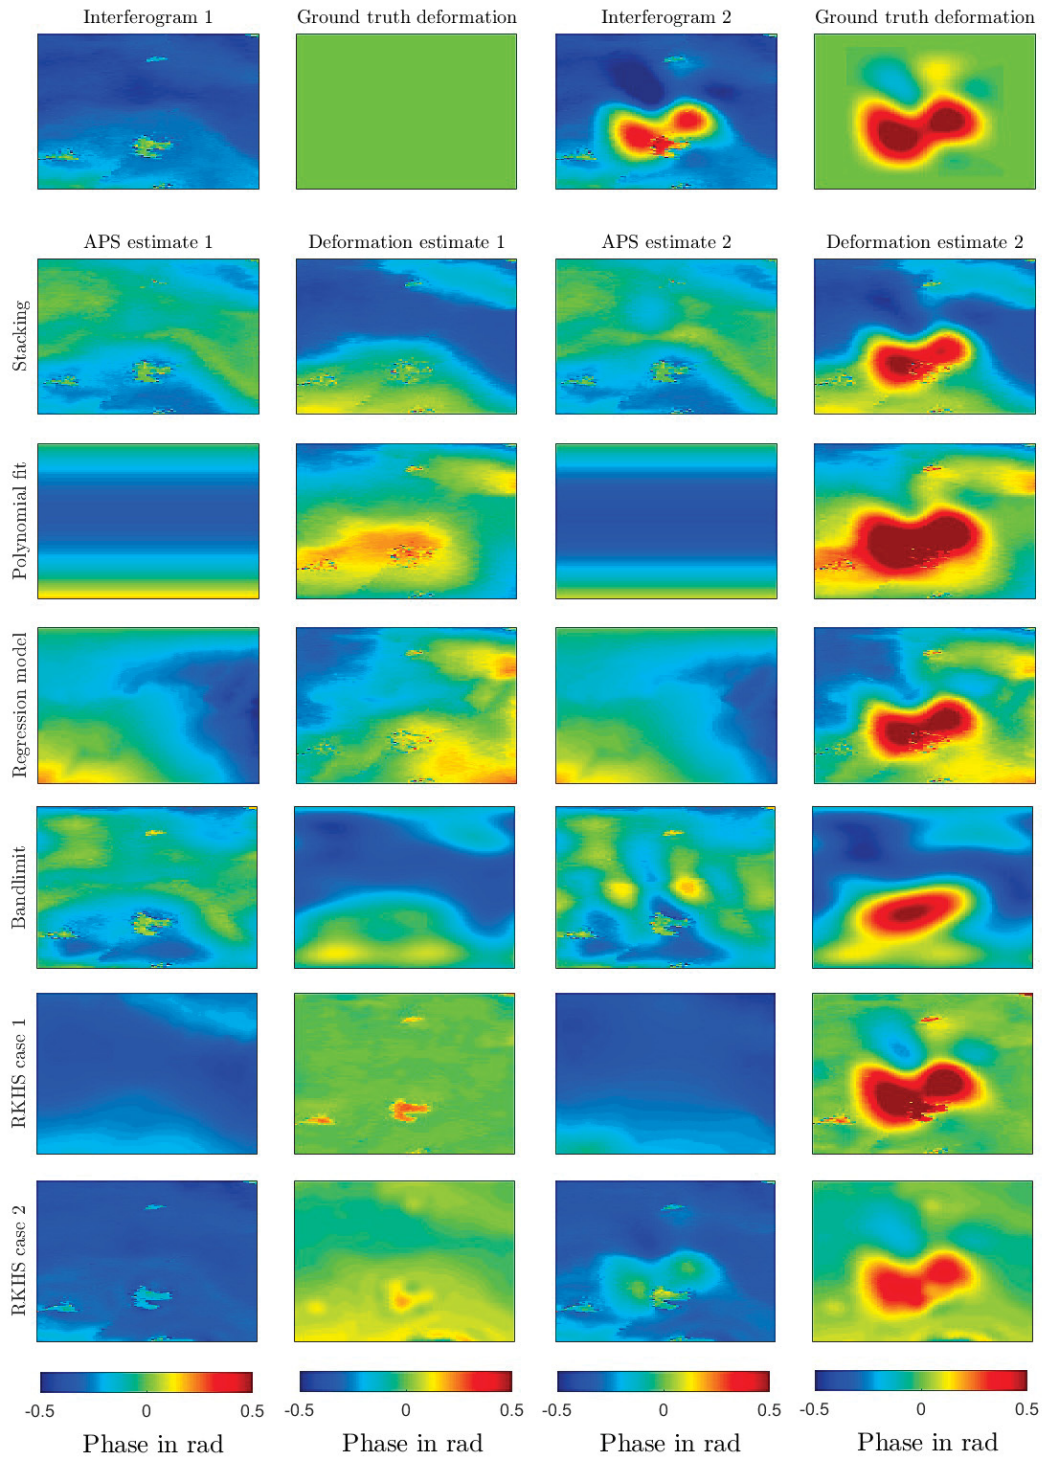 Interferogram 1
Ground truth deformation
Interferogram 2
Ground truth deformation
APS estimate 1
Deformation estimate 1
APS estimate 2
Deformation estimate 2
Stacking
Polynomial fit
Regression model
Bandlimit
RKHS case 1
RKHS case 2
-0.5 0 0.5
-0.5 0 0.5
-0.5 0 0.5
-0.5 0 0.5
Phase in rad
Phase in rad
Phase in rad
Phase in rad